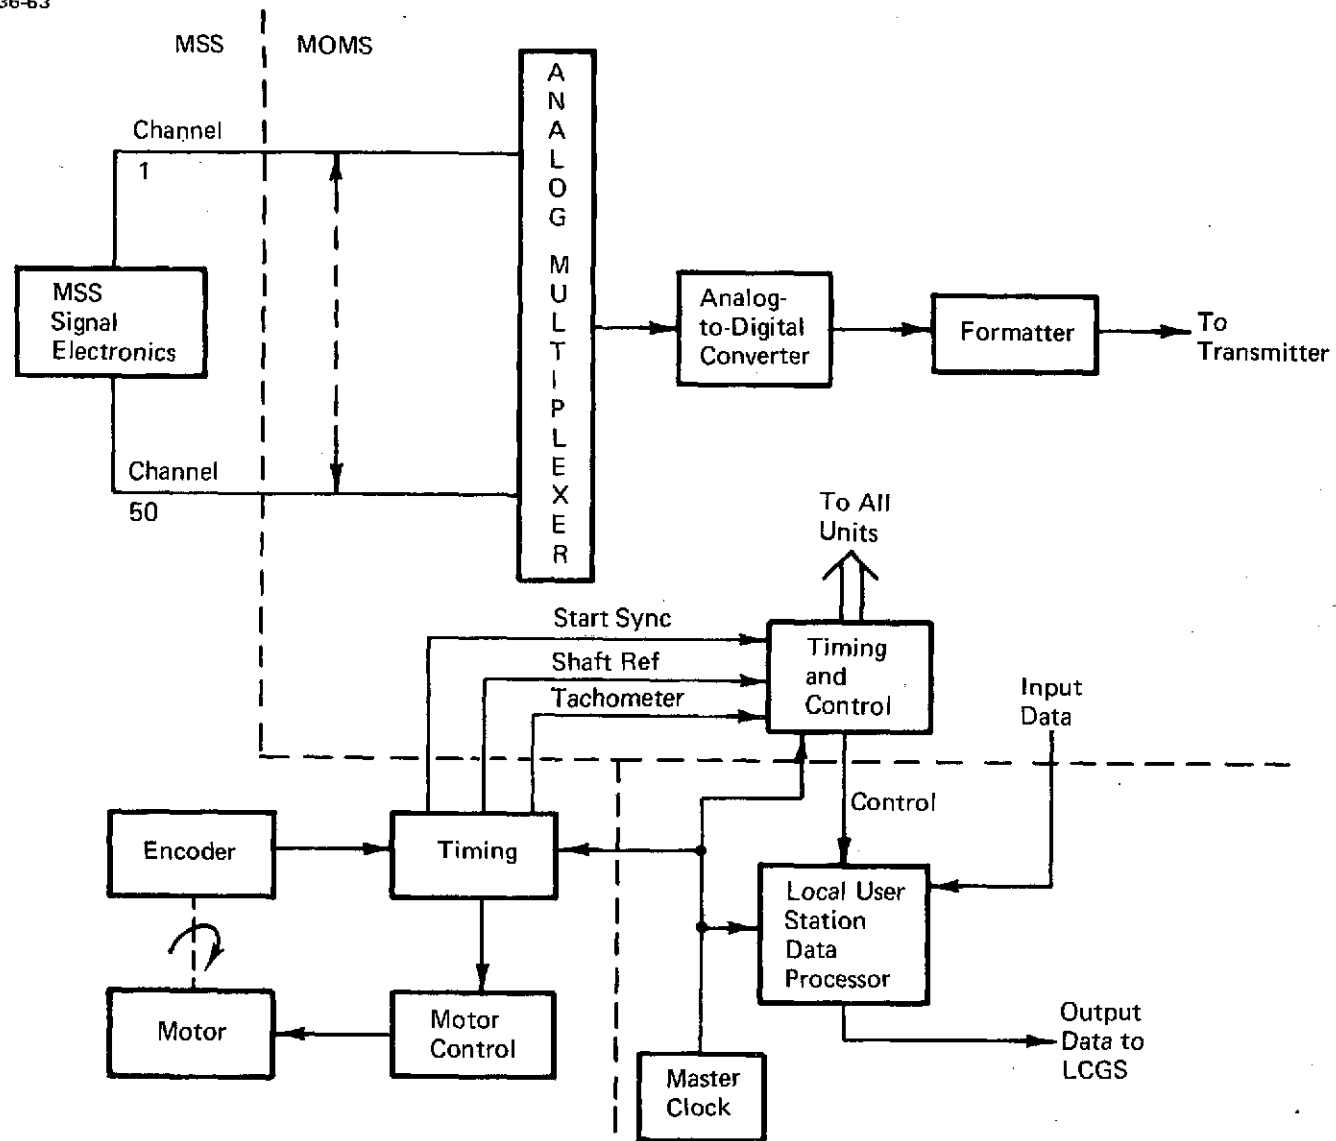 MSS
MOMS
Channel
1
ANALOG MULTIPLEXER
MSS
Signal
Electronics
Analog-
to-Digital
Converter
Formatter
To
Transmitter
Channel
50
To All
Units
Start Sync
Shaft Ref
Tachometer
Timing
and
Control
Input
Data
Control
Encoder
Timing
Local User
Station
Data
Processor
Motor
Motor
Control
Master
Clock
Output
Data to
LCGS